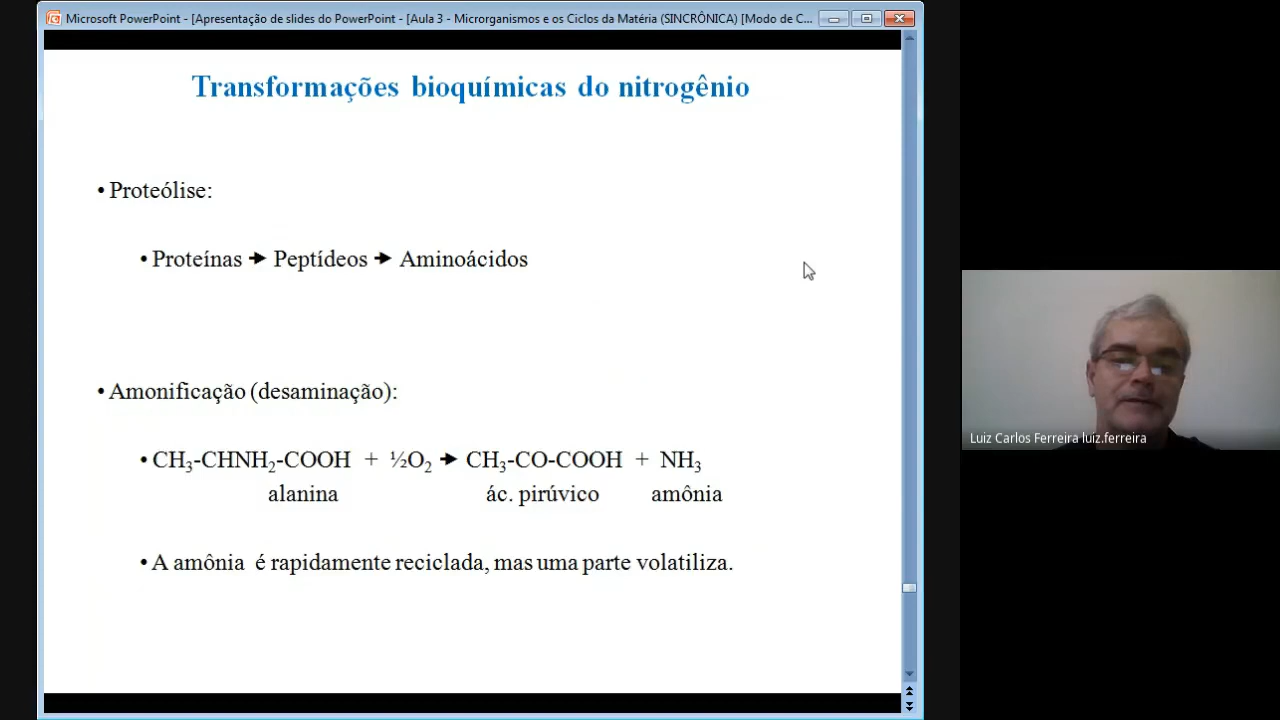 Microsoft PowerPoint - [Apresentação de slides do PowerPoint - [Aula 3 - Microrganismos e os Ciclos da Matéria (SINCRÔNICA) [Modo de C...
Transformações bioquímicas do nitrogênio
• Proteólise:
• Proteínas → Peptídeos → Aminoácidos
• Amonificação (desaminação):
• CH₃-CHNH₂-COOH + ½O₂ → CH₃-CO-COOH + NH₃
alanina ác. pirúvico amônia
• A amônia é rapidamente reciclada, mas uma parte volatiliza.
Luiz Carlos Ferreira luiz.ferreira